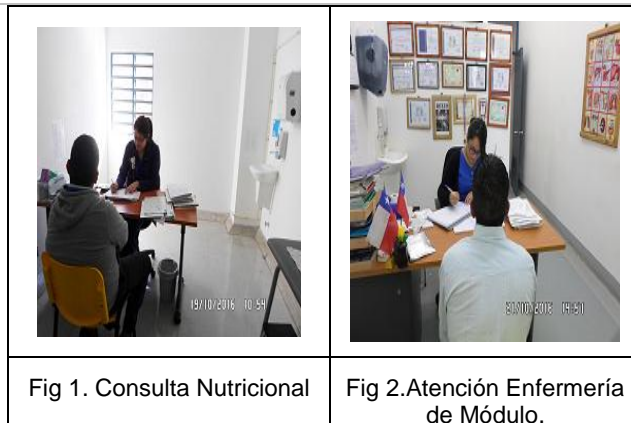 19/10/2016 10:54
Fig 1. Consulta Nutricional
Fig 2.Atención Enfermería
de Módulo.